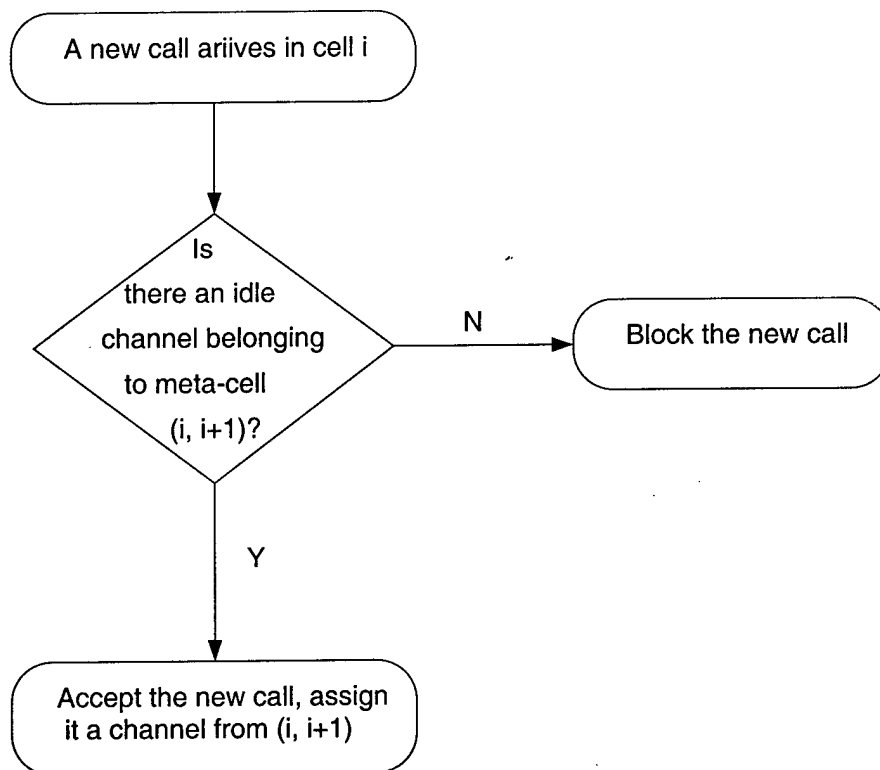 A new call ariives in cell i
Is
there an idle
channel belonging
to meta-cell
(i, i+1)?
N
Block the new call
Y
Accept the new call, assign
it a channel from (i, i+1)